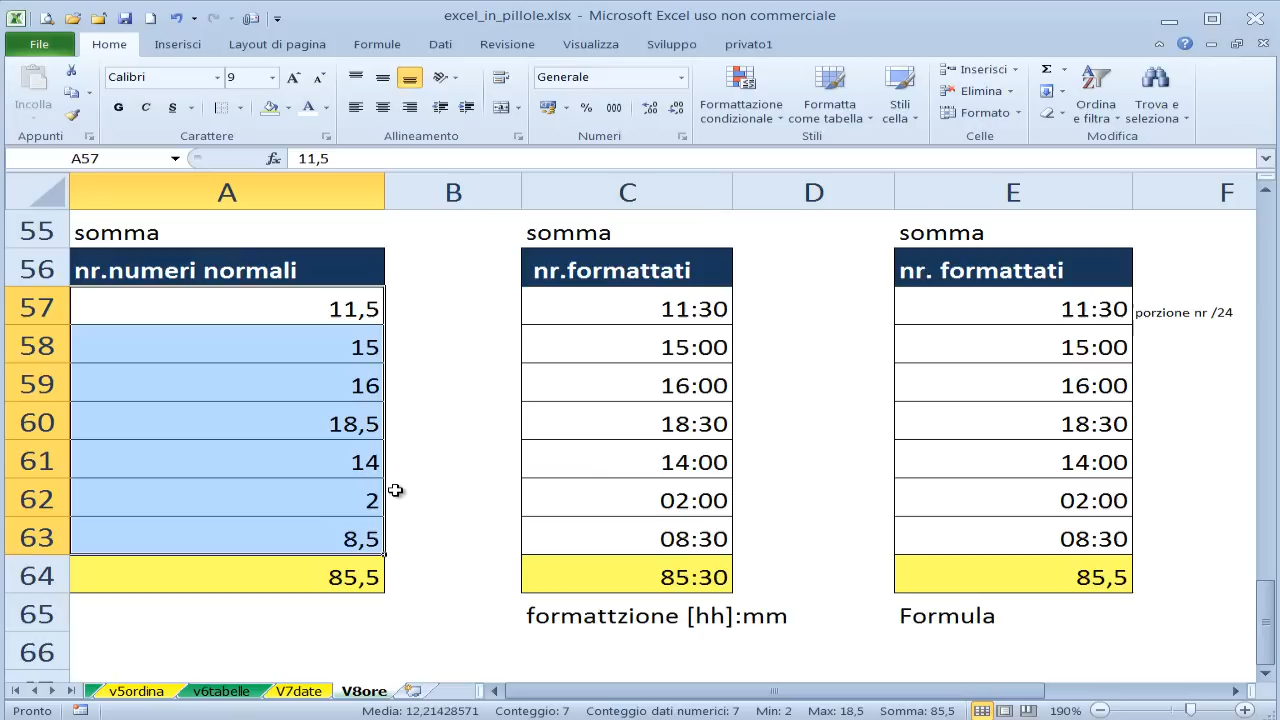 excel_in_pillole.xlsx - Microsoft Excel uso non commerciale
File Home Inserisci Layout di pagina Formule Dati Revisione Visualizza Sviluppo privato1
Incolla
Calibri 9
G C S A
Generale
% 000
Formattazione condizionale
Formatta come tabella
Stili cella
Inserisci
Elimina
Formato
Σ
Ordina e filtra
Trova e seleziona
Appunti Carattere Allineamento Numeri Stili Celle Modifica
A57 fx 11,5
A B C D E F
55 somma somma somma
56 nr.numeri normali nr.formattati nr. formattati
57 11,5 11:30 11:30 porzione nr /24
58 15 15:00 15:00
59 16 16:00 16:00
60 18,5 18:30 18:30
61 14 14:00 14:00
62 2 02:00 02:00
63 8,5 08:30 08:30
64 85,5 85:30 85,5
65 formattzione [hh]:mm Formula
66
v5ordina v6tabelle V7date V8ore
Pronto Media: 12,21428571 Conteggio: 7 Conteggio dati numerici: 7 Min: 2 Max: 18,5 Somma: 85,5 190%